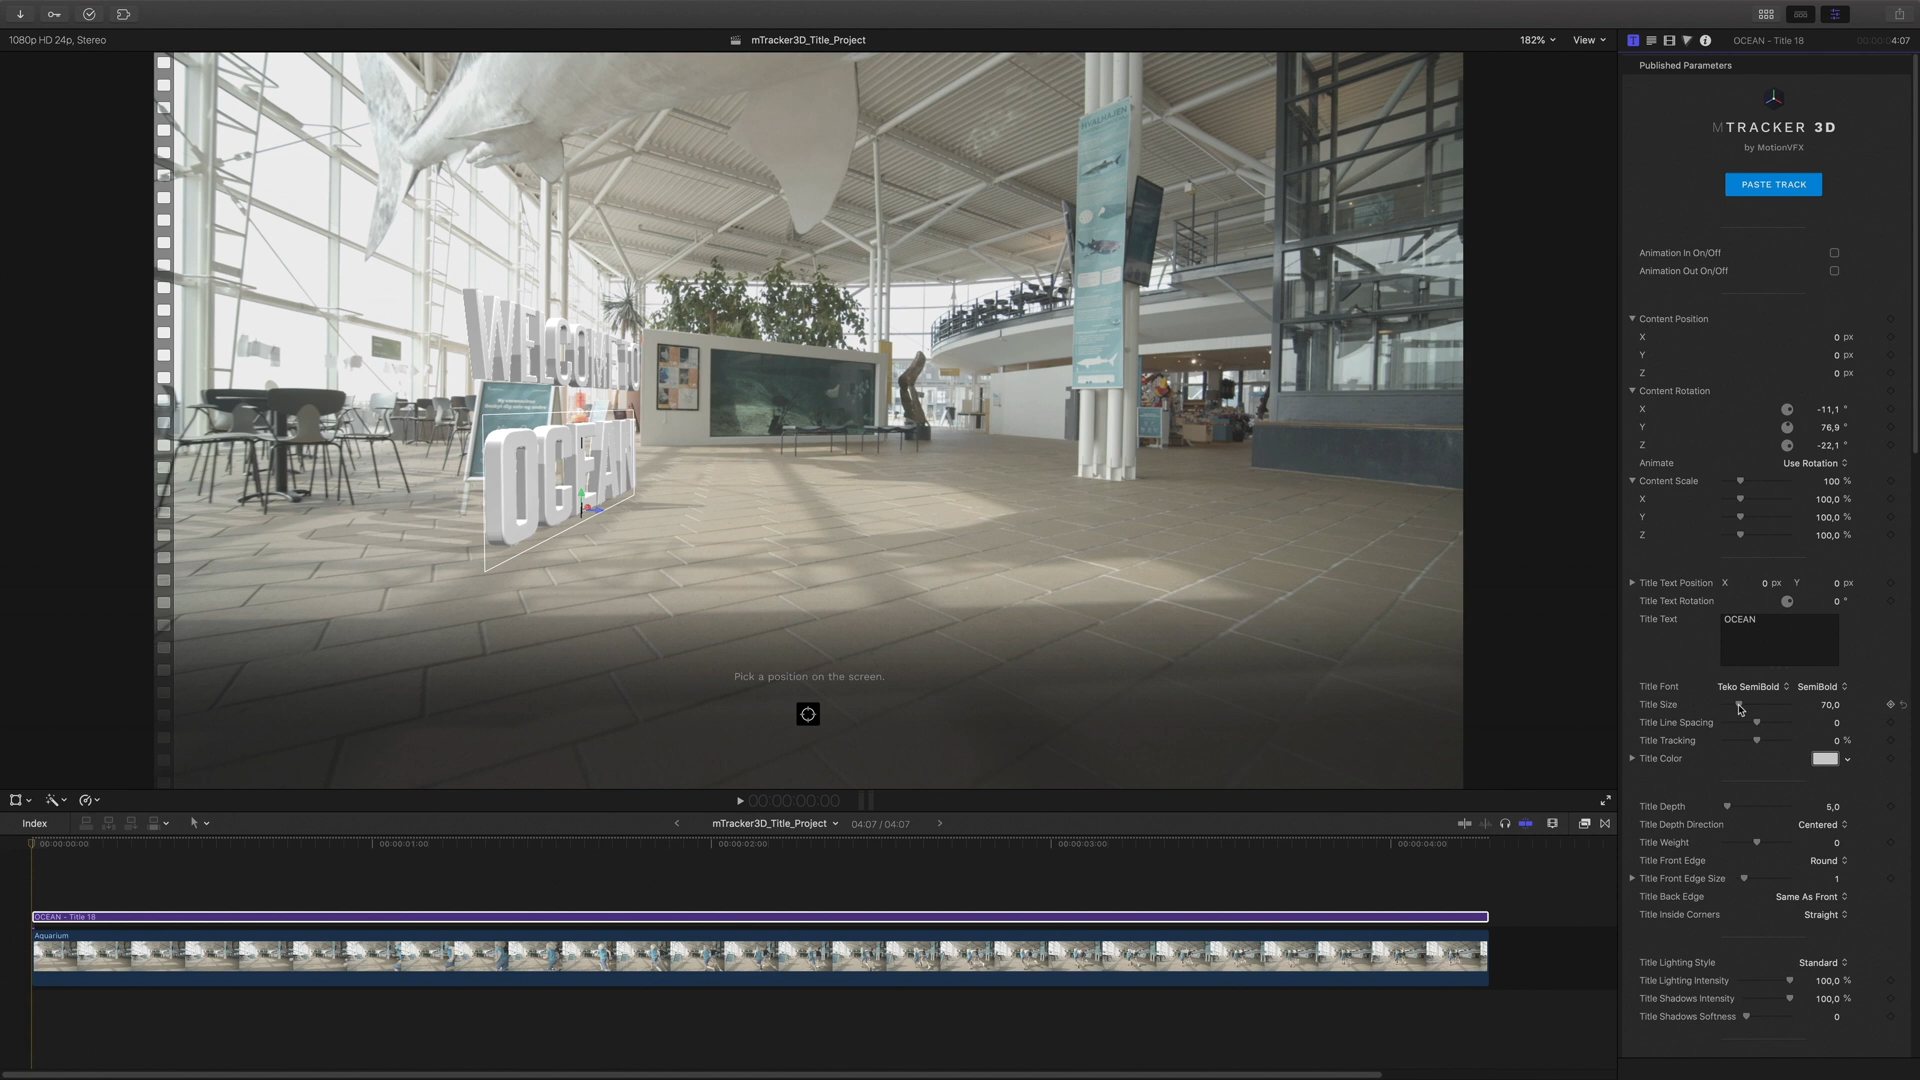 1080p HD 24p, Stereo
mTracker3D_Title_Project
182%
View
OCEAN - Title 18
00:00:04:07
Published Parameters
MTRACKER 3D
by MotionVFX
PASTE TRACK
Animation In On/Off
Animation Out On/Off
Content Position
X 0 px
Y 0 px
Z 0 px
Content Rotation
X -11,1 °
Y 76,9 °
Z -22,1 °
Animate Use Rotation
Content Scale 100 %
X 100,0 %
Y 100,0 %
Z 100,0 %
Title Text Position X 0 px Y 0 px
Title Text Rotation 0 °
Title Text OCEAN
Title Font Teko SemiBold SemiBold
Title Size 70,0
Title Line Spacing 0
Title Tracking 0 %
Title Color
Title Depth 5,0
Title Depth Direction Centered
Title Weight 0
Title Front Edge Round
Title Front Edge Size 1
Title Back Edge Same As Front
Title Inside Corners Straight
Title Lighting Style Standard
Title Lighting Intensity 100,0 %
Title Shadows Intensity 100,0 %
Title Shadows Softness 0
HVALHAJEN
WELCOME TO
OCEAN
Pick a position on the screen.
00:00:00:00
Index
mTracker3D_Title_Project
04:07 / 04:07
00:00:00:00
00:00:01:00
00:00:02:00
00:00:03:00
00:00:04:00
OCEAN - Title 18
Aquarium